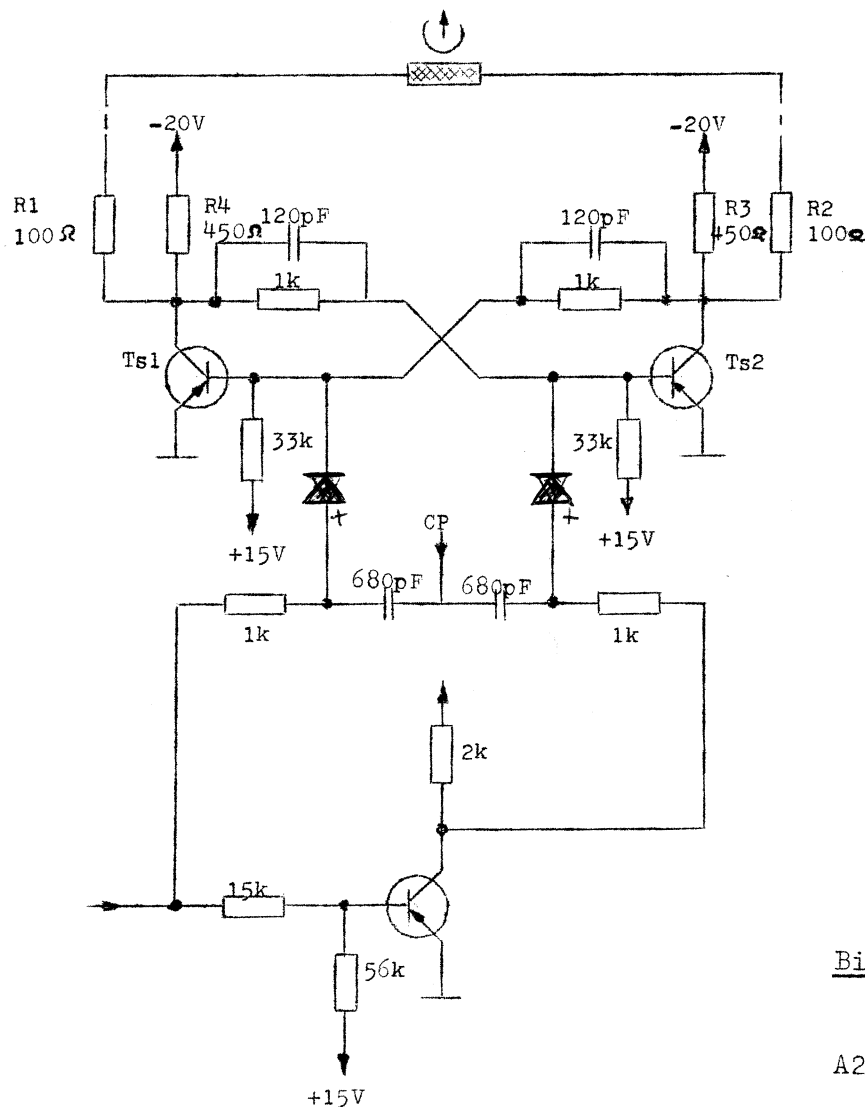 -20V
-20V
R1
100Ω
R4
450Ω
120pF
1k
120pF
1k
R3
450Ω
R2
100Ω
Ts1
Ts2
33k
33k
+
+
+15V
CP
+15V
680pF
680pF
1k
1k
2k
15k
56k
Bi
A2
+15V